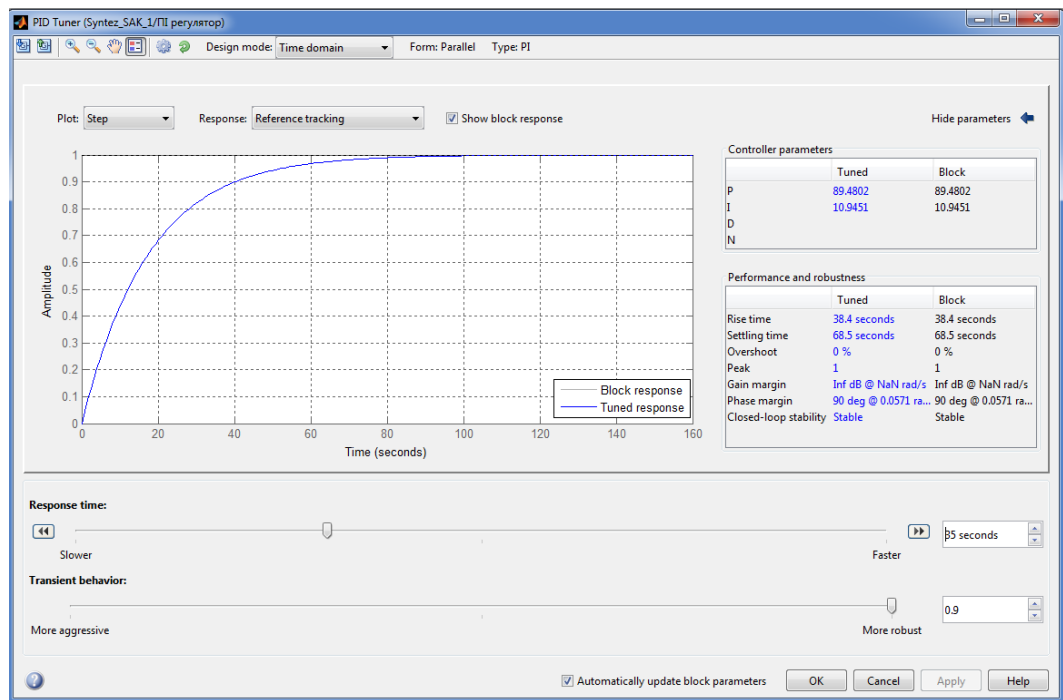 PID Tuner (Syntez_SAK_1/ПІ регулятор)
Design mode: Time domain Form: Parallel Type: PI
Plot: Step Response: Reference tracking Show block response Hide parameters
1
0.9
0.8
0.7
0.6
0.5
0.4
0.3
0.2
0.1
0
Amplitude
0 20 40 60 80 100 120 140 160
Time (seconds)
Block response
Tuned response
Controller parameters
Tuned Block
P 89.4802 89.4802
I 10.9451 10.9451
D
N
Performance and robustness
Tuned Block
Rise time 38.4 seconds 38.4 seconds
Settling time 68.5 seconds 68.5 seconds
Overshoot 0 % 0 %
Peak 1 1
Gain margin Inf dB @ NaN rad/s Inf dB @ NaN rad/s
Phase margin 90 deg @ 0.0571 ra... 90 deg @ 0.0571 ra...
Closed-loop stability Stable Stable
Response time:
Slower Faster
35 seconds
Transient behavior:
More aggressive More robust
0.9
Automatically update block parameters OK Cancel Apply Help